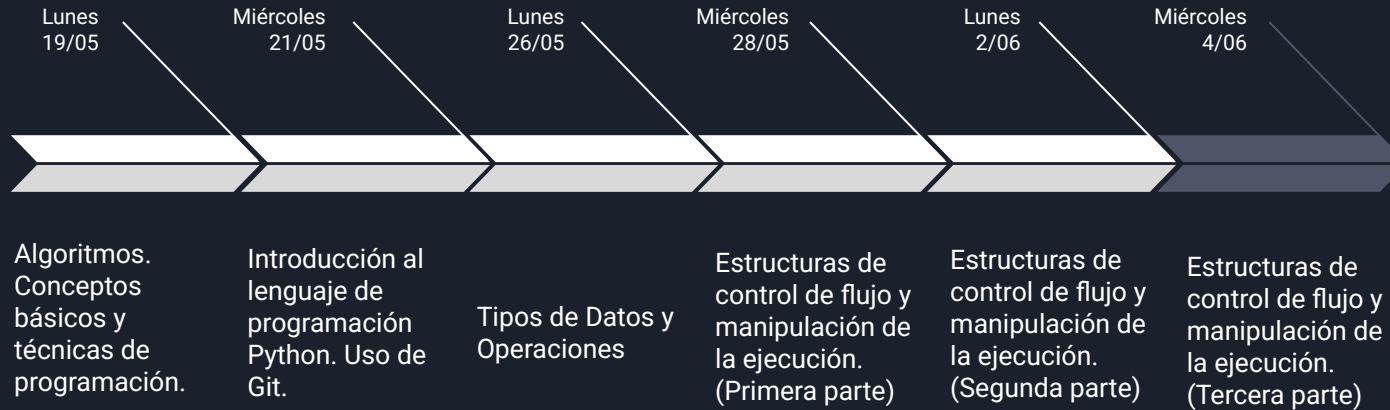 Lunes
19/05
Miércoles
21/05
Lunes
26/05
Miércoles
28/05
Lunes
2/06
Miércoles
4/06
Algoritmos.
Conceptos
básicos y
técnicas de
programación.
Introducción al
lenguaje de
programación
Python. Uso de
Git.
Tipos de Datos y
Operaciones
Estructuras de
control de flujo y
manipulación de
la ejecución.
(Primera parte)
Estructuras de
control de flujo y
manipulación de
la ejecución.
(Segunda parte)
Estructuras de
control de flujo y
manipulación de
la ejecución.
(Tercera parte)